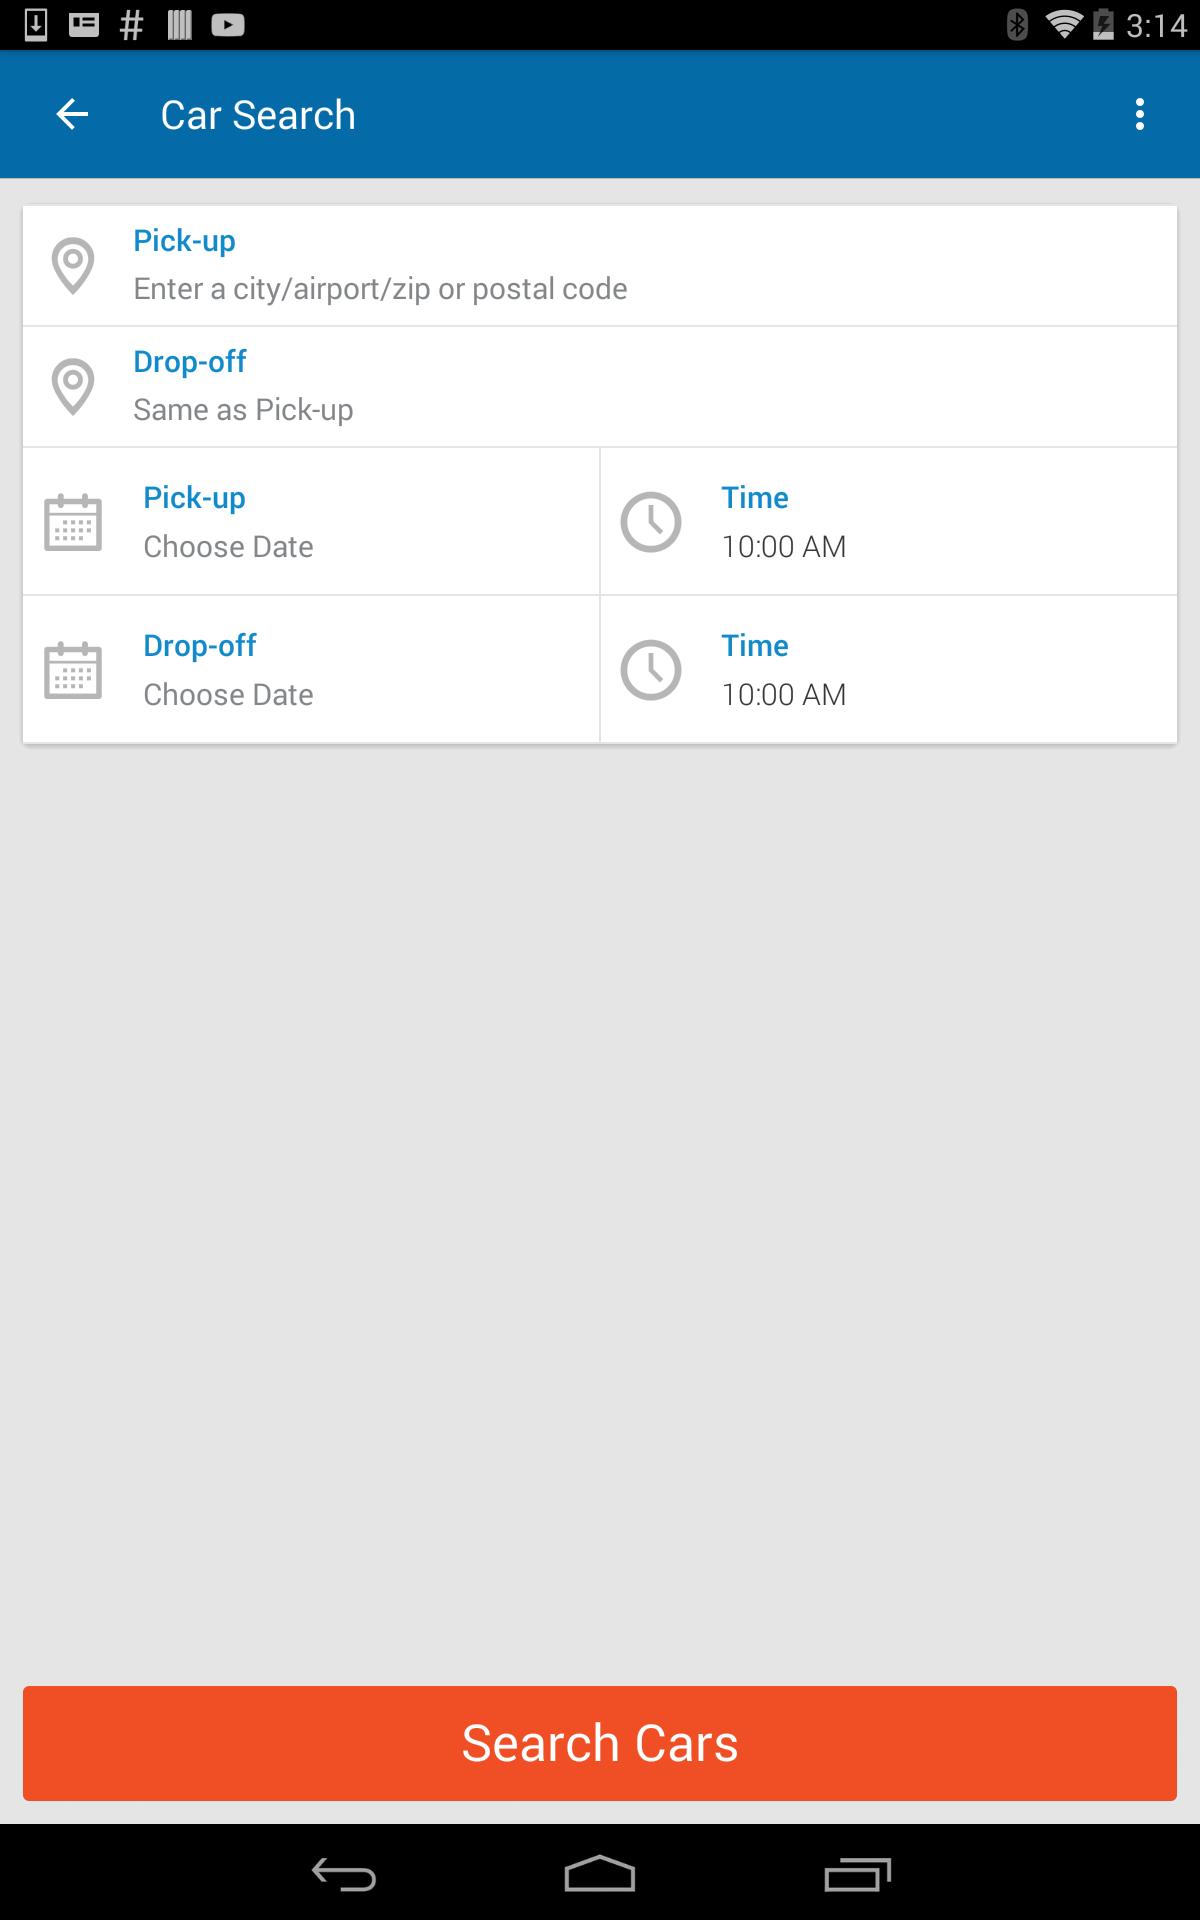 3:14
Car Search
Pick-up
Enter a city/airport/zip or postal code
Drop-off
Same as Pick-up
Pick-up
Choose Date
Time
10:00 AM
Drop-off
Choose Date
Time
10:00 AM
Search Cars